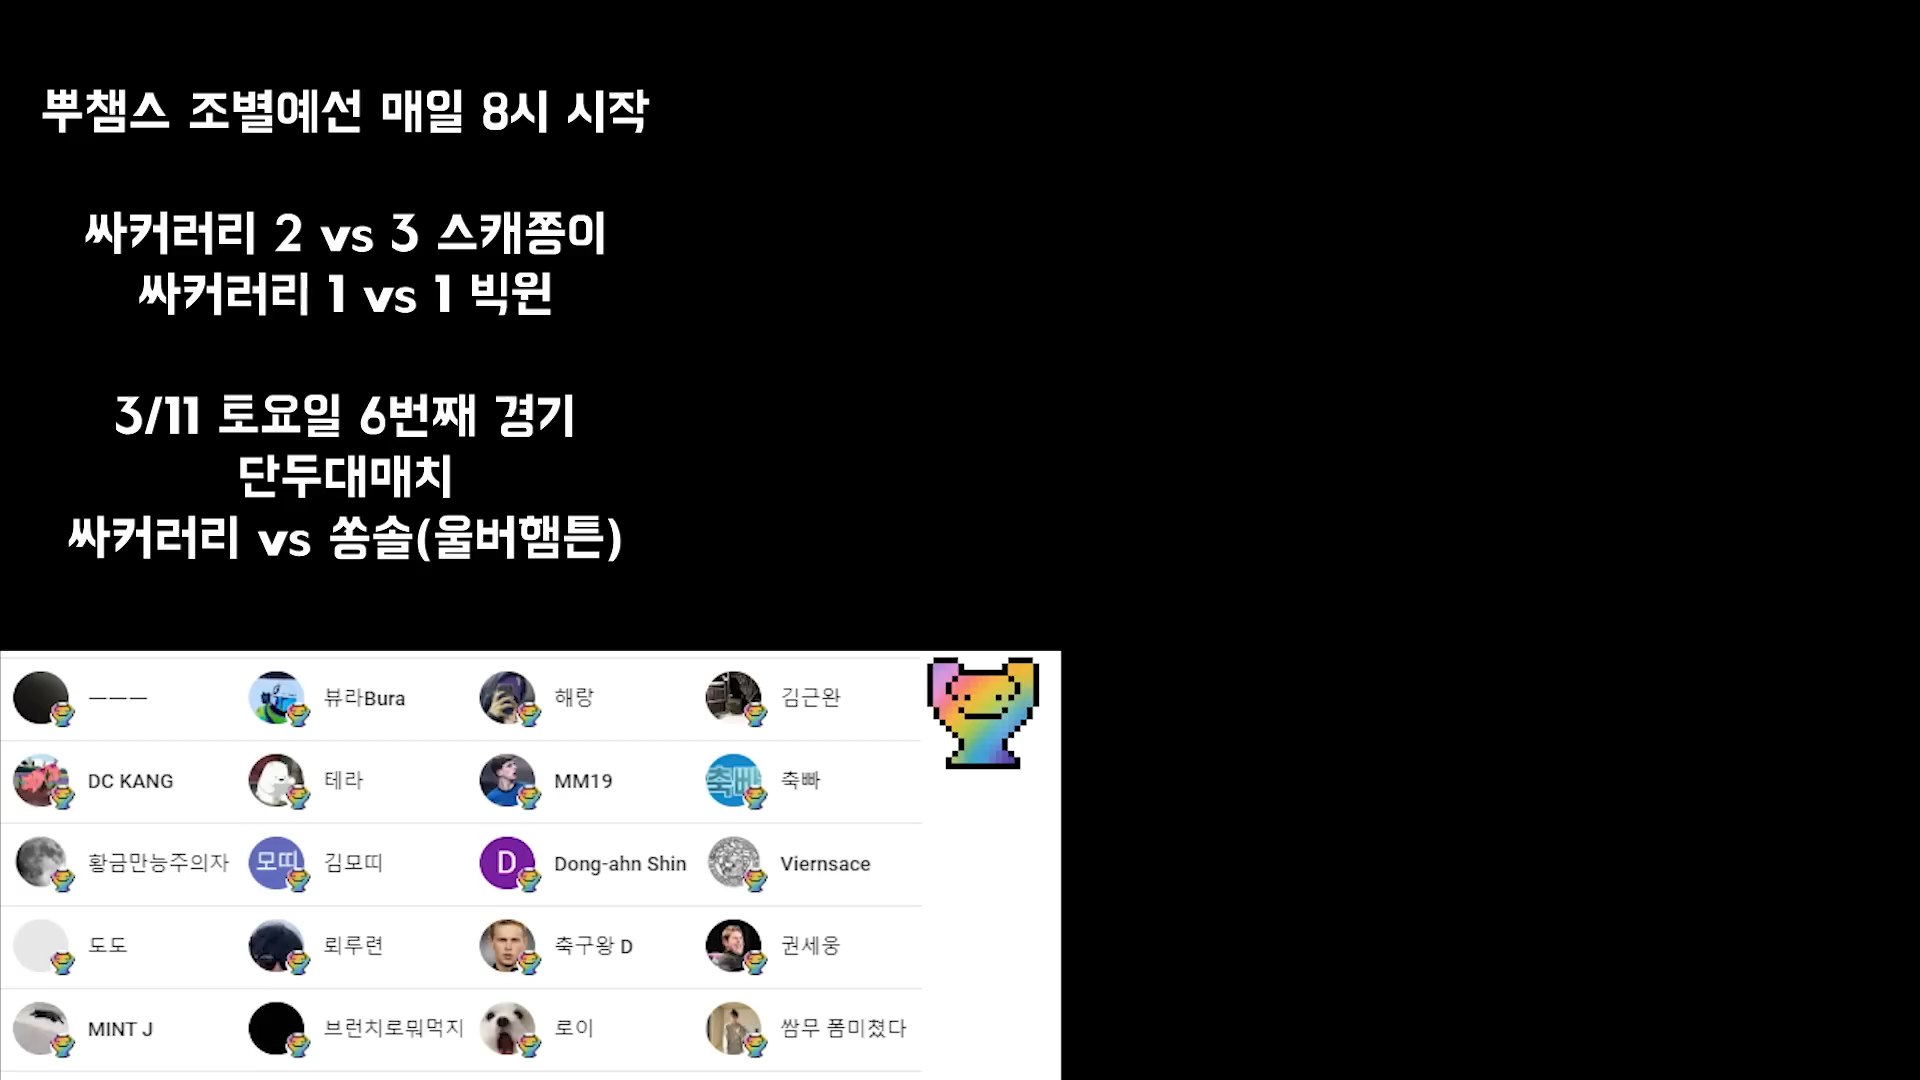 뿌챔스 조별예선 매일 8시 시작
싸커러리 2 vs 3 스캐쫑이
싸커러리 1 vs 1 빅윈
3/11 토요일 6번째 경기
단두대매치
싸커러리 vs 쏭솔(울버햄튼)
ㅡㅡㅡ 뷰라Bura 해랑 김근완
DC KANG 테라 MM19 축빠 축빠
황금만능주의자 모띠 김모띠 D Dong-ahn Shin Viernsace
도도 뢰루련 축구왕 D 권세웅
MINT J 브런치로뭐먹지 로이 쌈무 폼미쳤다